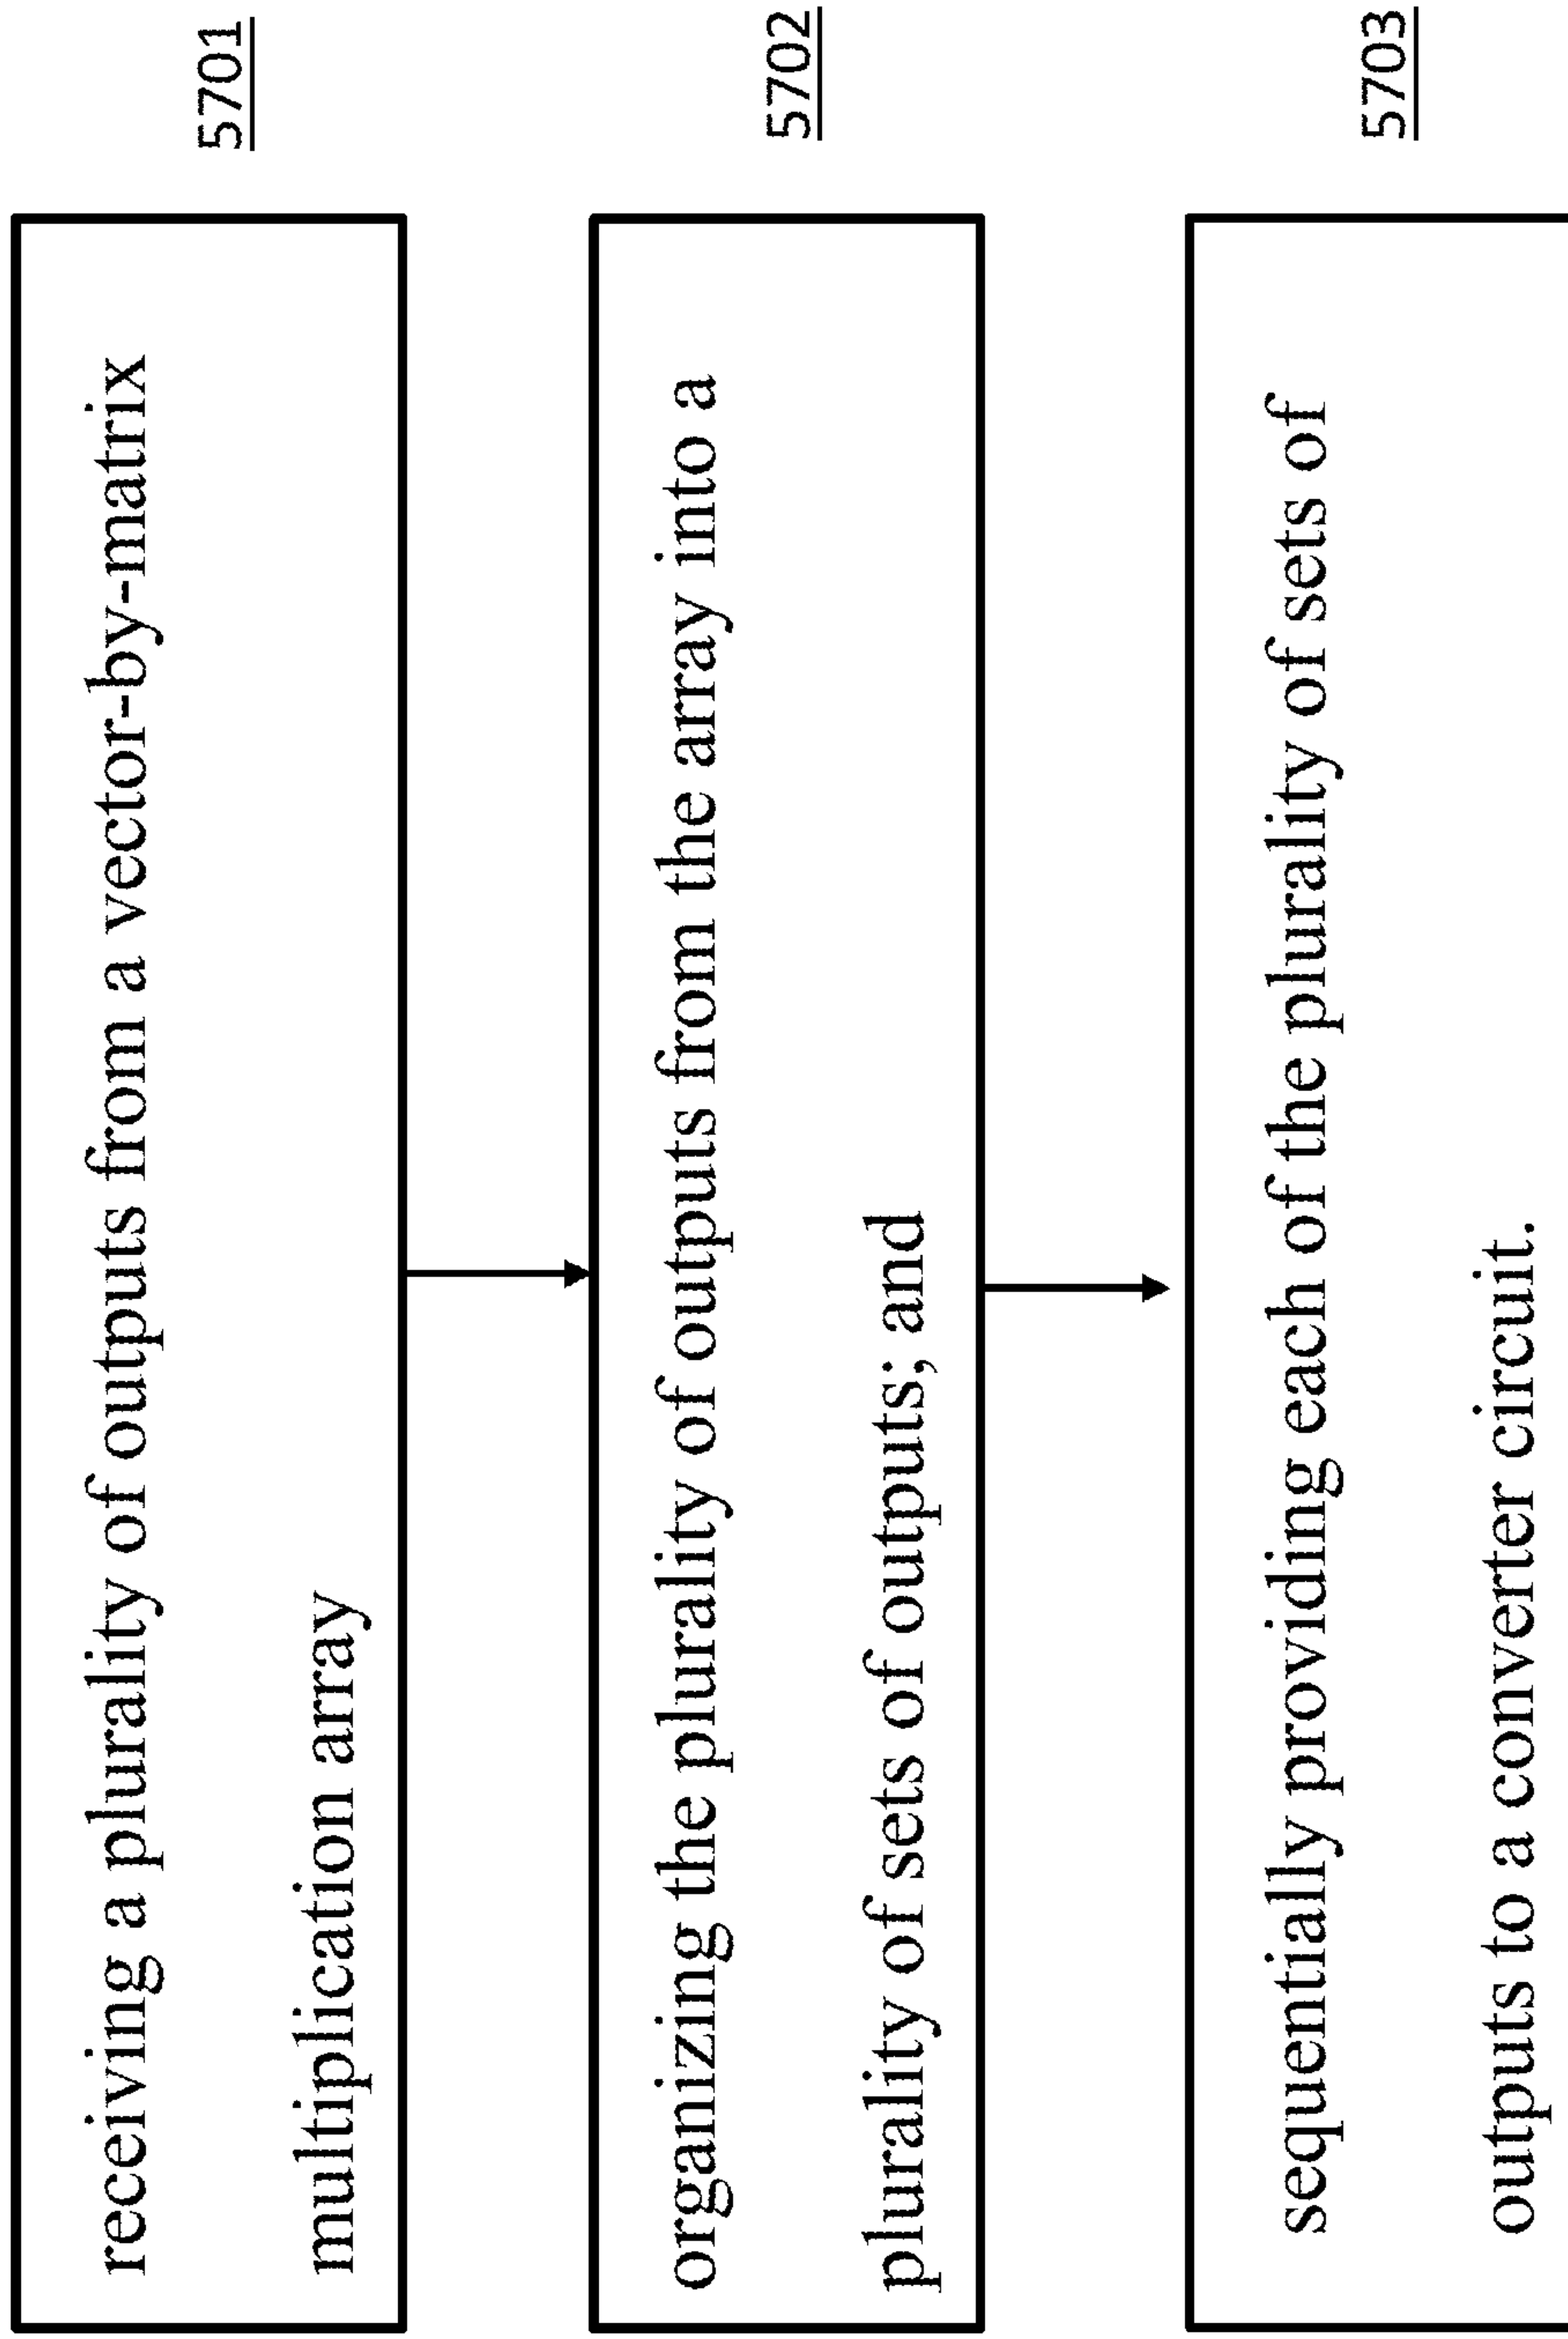 receiving a plurality of outputs from a vector-by-matrix
multiplication array
5701
organizing the plurality of outputs from the array into a
plurality of sets of outputs; and
5702
sequentially providing each of the plurality of sets of
outputs to a converter circuit.
5703